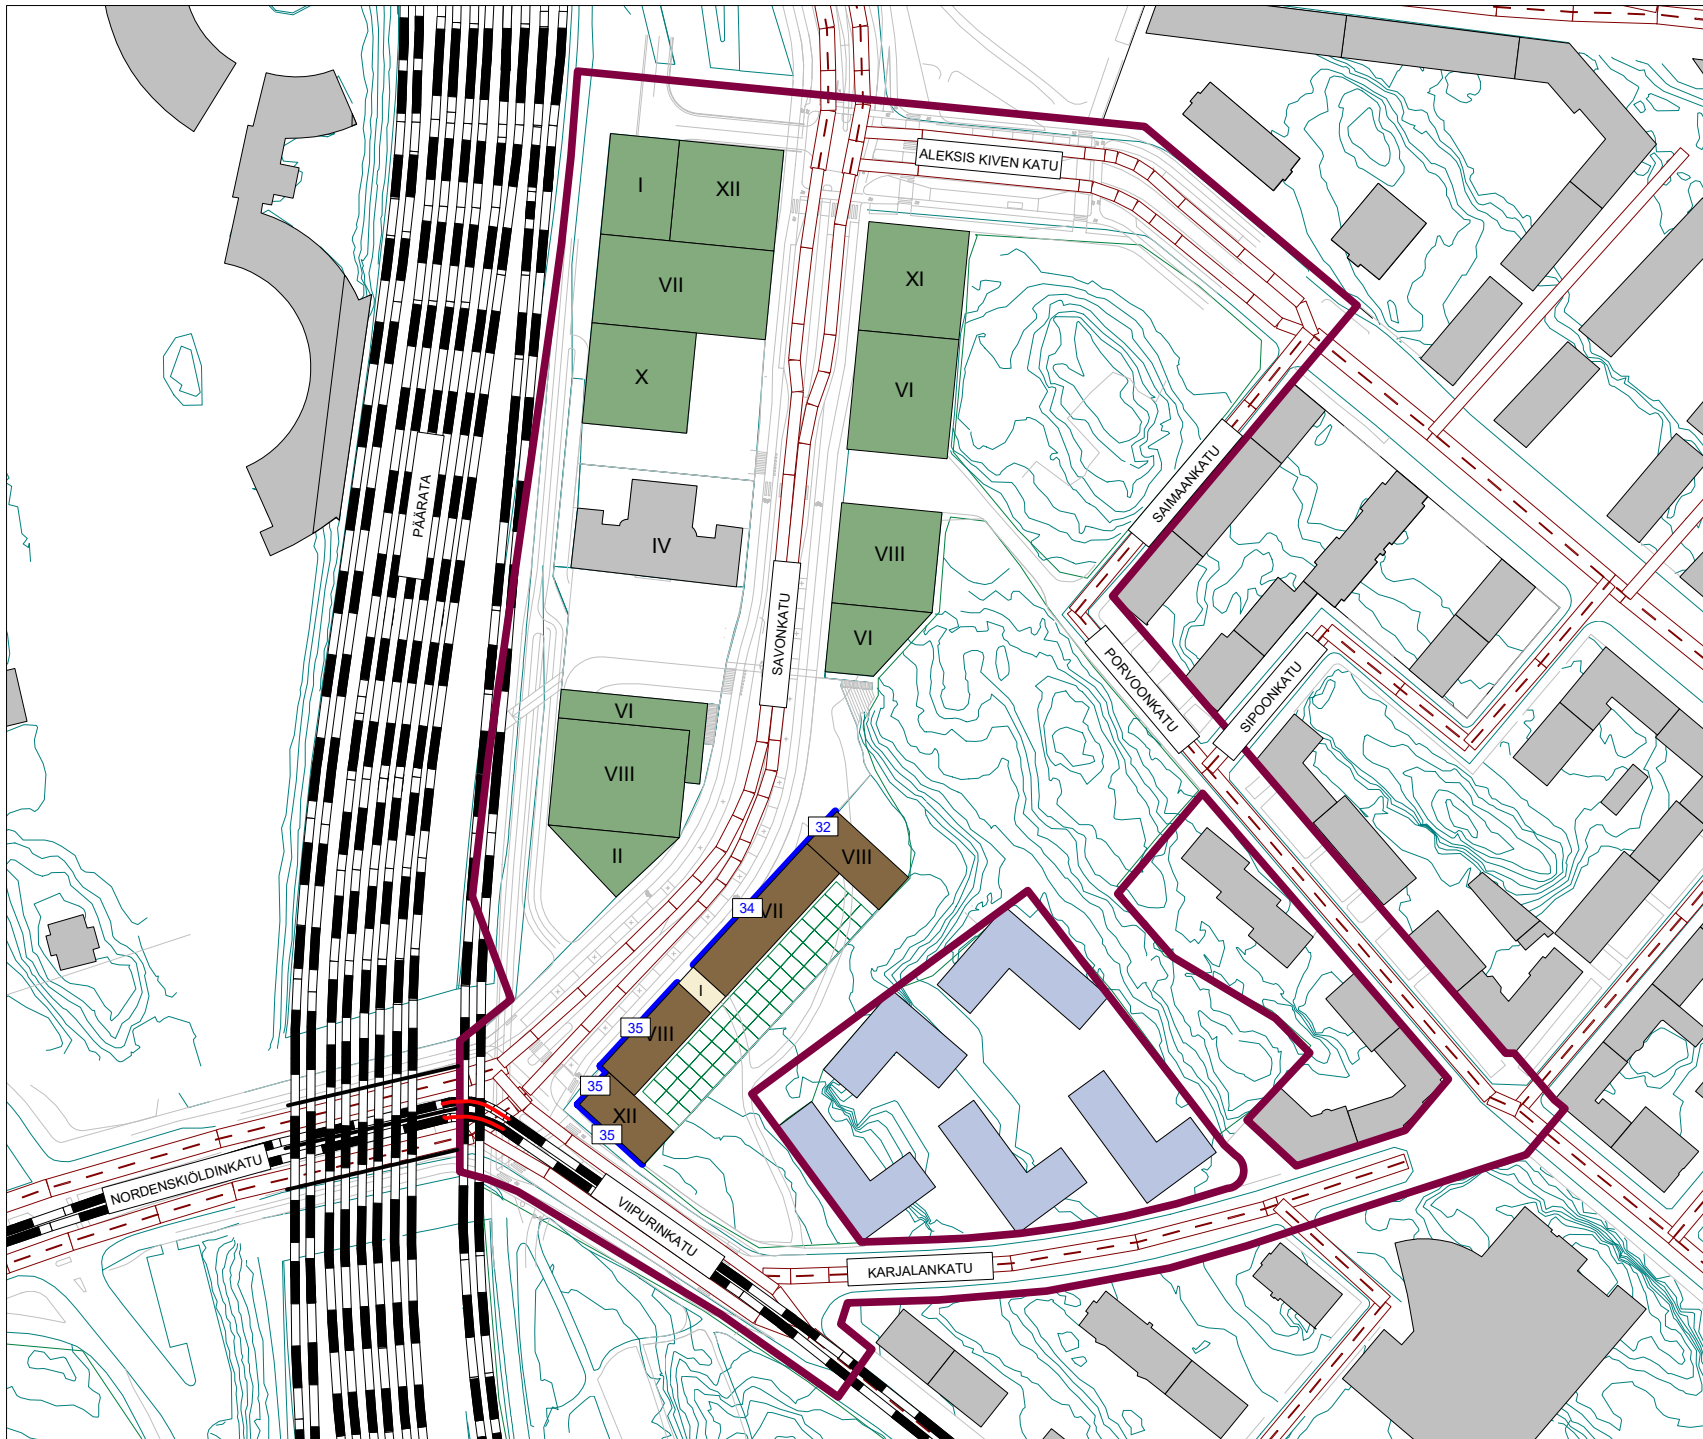 ALEKSIS KIVEN KATU
I
XII
VII
XI
X
VI
SAIMAANKATU
PÄÄRATA
IV
VIII
SAVONKATU
VI
PORVOONKATU
SIPOONKATU
VI
VIII
32
VIII
II
34
VII
I
35
VIII
35
XII
35
NORDENSKIÖLDINKATU
VIIPURINKATU
KARJALANKATU